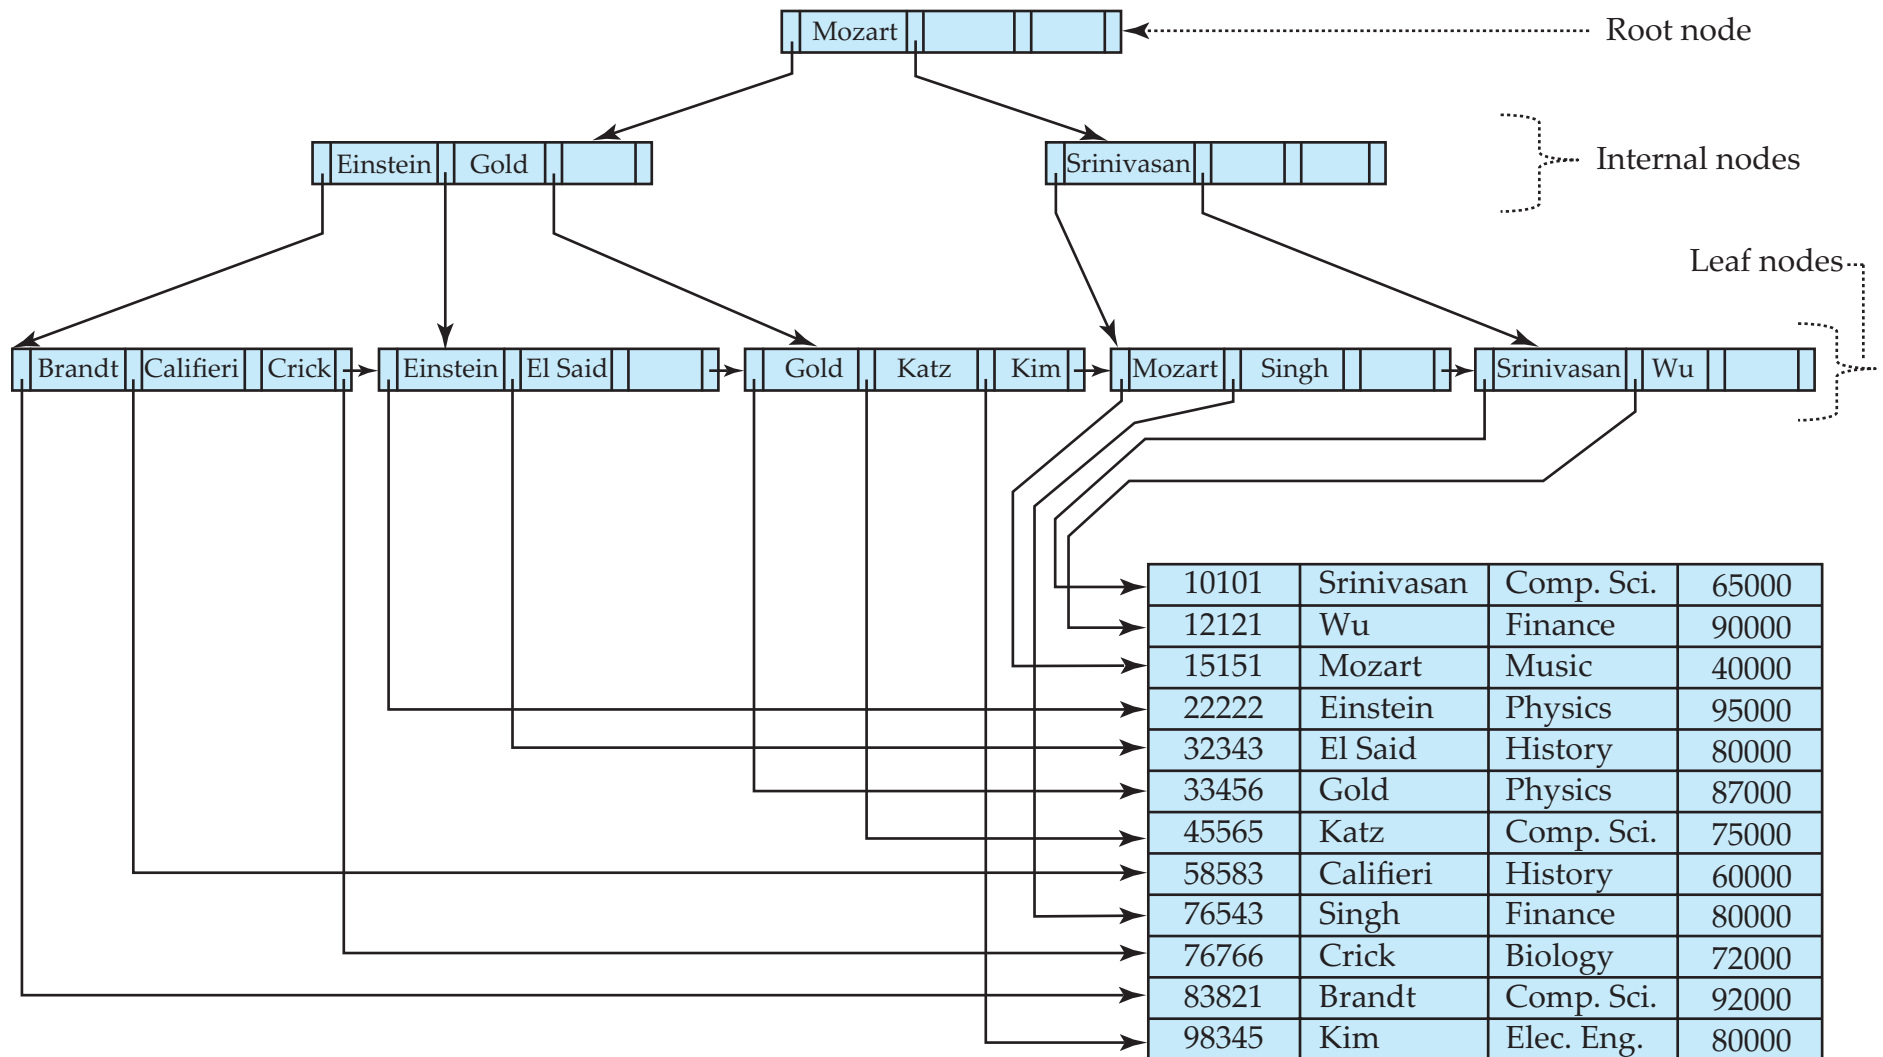 Mozart
Root node
Einstein Gold
Srinivasan
Internal nodes
Leaf nodes
Brandt Califieri Crick Einstein El Said Gold Katz Kim Mozart Singh Srinivasan Wu
10101 Srinivasan Comp. Sci. 65000
12121 Wu Finance 90000
15151 Mozart Music 40000
22222 Einstein Physics 95000
32343 El Said History 80000
33456 Gold Physics 87000
45565 Katz Comp. Sci. 75000
58583 Califieri History 60000
76543 Singh Finance 80000
76766 Crick Biology 72000
83821 Brandt Comp. Sci. 92000
98345 Kim Elec. Eng. 80000